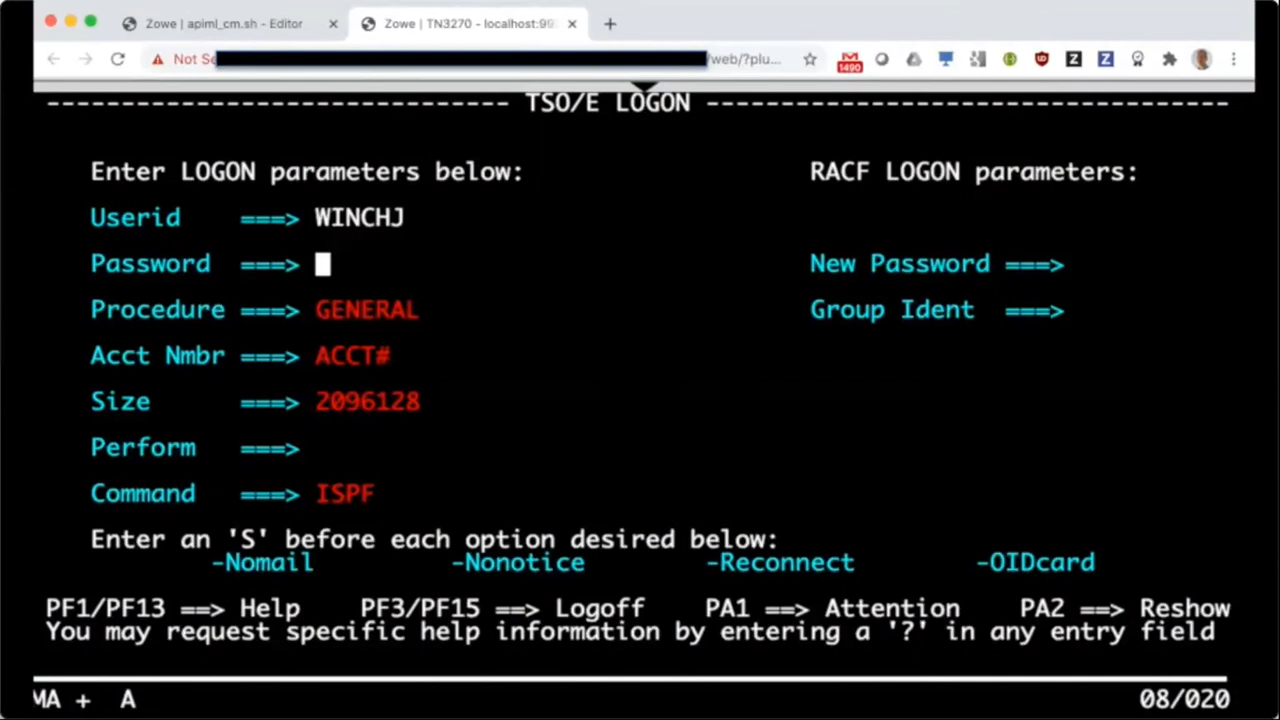 Zowe | apiml_cm.sh - Editor × Zowe | TN3270 - localhost:99 × +
Not Se /web/?plu... 1490
------------------------------- TSO/E LOGON -----------------------------------
Enter LOGON parameters below: RACF LOGON parameters:
Userid ===> WINCHJ
Password ===> New Password ===>
Procedure ===> GENERAL Group Ident ===>
Acct Nmbr ===> ACCT#
Size ===> 2096128
Perform ===>
Command ===> ISPF
Enter an 'S' before each option desired below:
-Nomail -Nonotice -Reconnect -OIDcard
PF1/PF13 ==> Help PF3/PF15 ==> Logoff PA1 ==> Attention PA2 ==> Reshow
You may request specific help information by entering a '?' in any entry field
MA + A 08/020